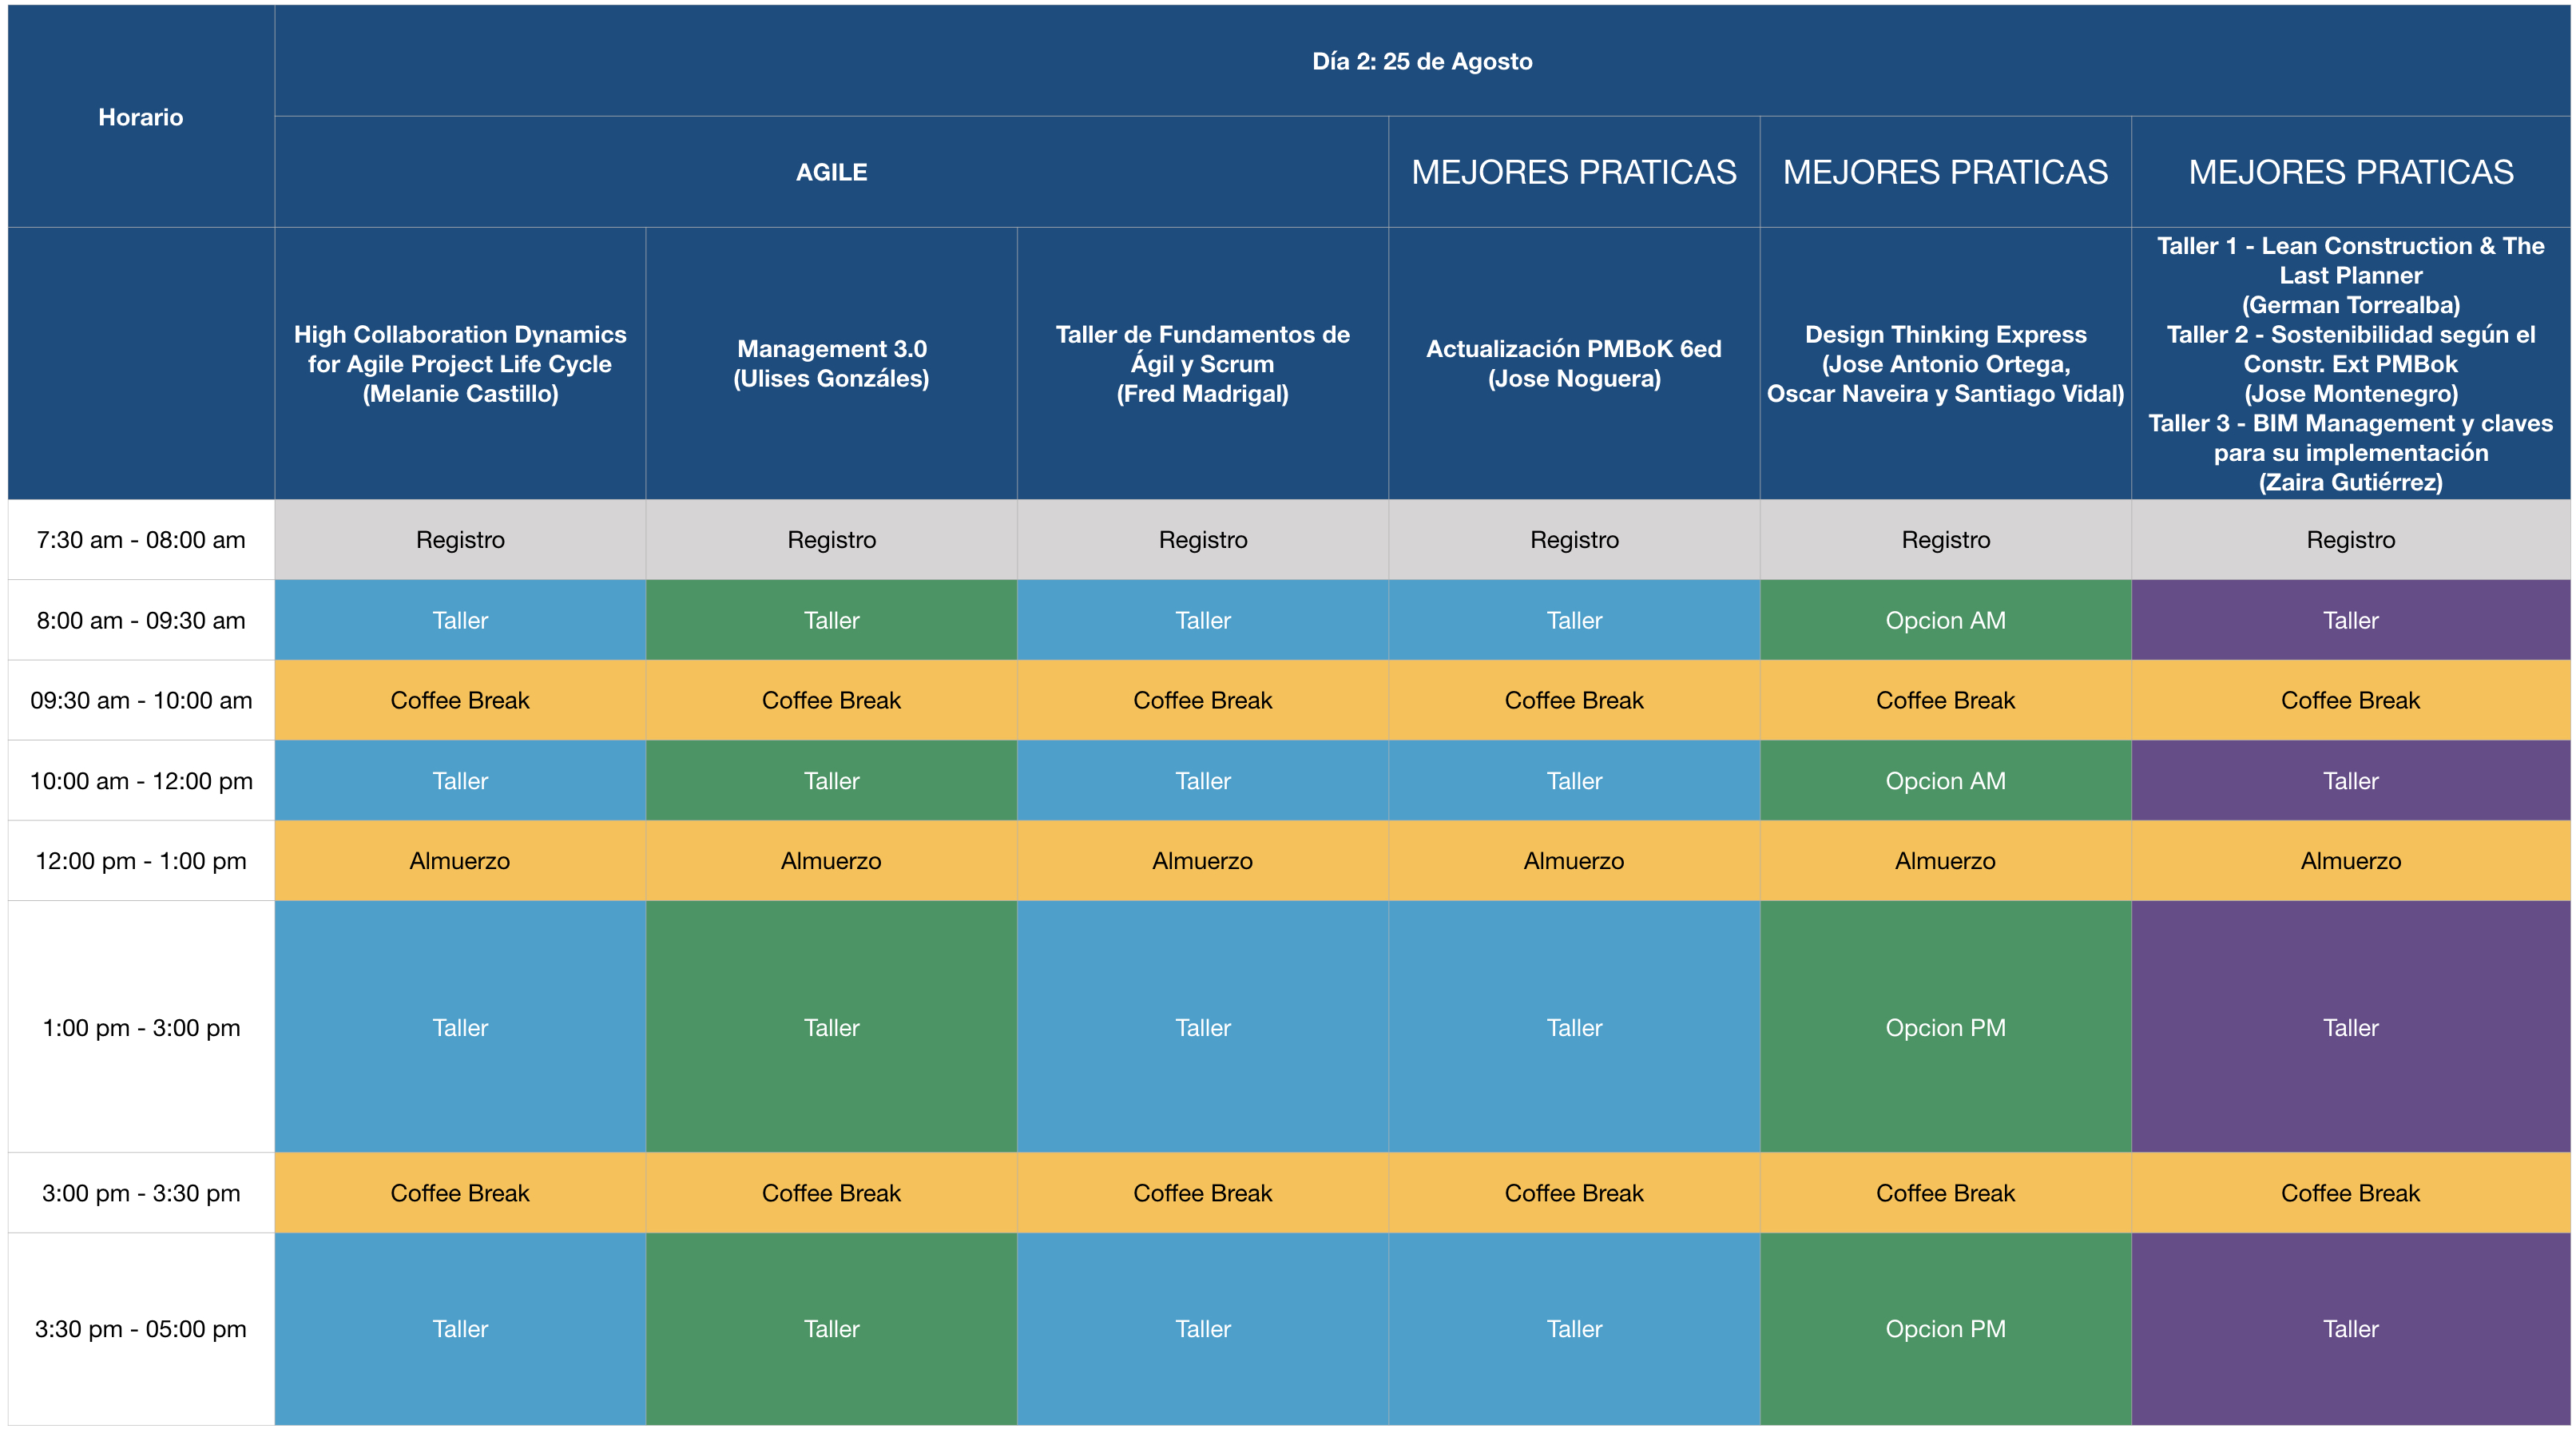 Horario
Día 2: 25 de Agosto
AGILE
MEJORES PRATICAS
MEJORES PRATICAS
MEJORES PRATICAS
High Collaboration Dynamics
for Agile Project Life Cycle
(Melanie Castillo)
Management 3.0
(Ulises Gonzáles)
Taller de Fundamentos de
Ágil y Scrum
(Fred Madrigal)
Actualización PMBoK 6ed
(Jose Noguera)
Design Thinking Express
(Jose Antonio Ortega,
Oscar Naveira y Santiago Vidal)
Taller 1 - Lean Construction & The
Last Planner
(German Torrealba)
Taller 2 - Sostenibilidad según el
Constr. Ext PMBok
(Jose Montenegro)
Taller 3 - BIM Management y claves
para su implementación
(Zaira Gutiérrez)
7:30 am - 08:00 am Registro Registro Registro Registro Registro Registro
8:00 am - 09:30 am Taller Taller Taller Taller Opcion AM Taller
09:30 am - 10:00 am Coffee Break Coffee Break Coffee Break Coffee Break Coffee Break Coffee Break
10:00 am - 12:00 pm Taller Taller Taller Taller Opcion AM Taller
12:00 pm - 1:00 pm Almuerzo Almuerzo Almuerzo Almuerzo Almuerzo Almuerzo
1:00 pm - 3:00 pm Taller Taller Taller Taller Opcion PM Taller
3:00 pm - 3:30 pm Coffee Break Coffee Break Coffee Break Coffee Break Coffee Break Coffee Break
3:30 pm - 05:00 pm Taller Taller Taller Taller Opcion PM Taller